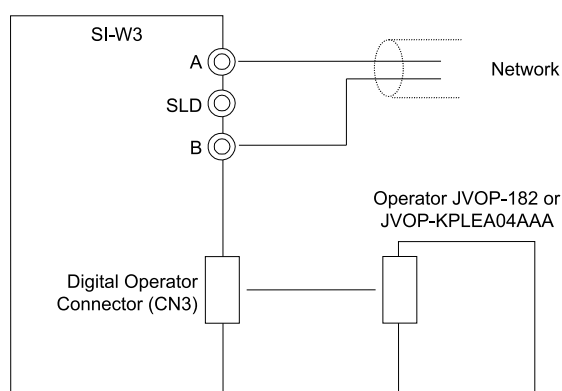 SI-W3
A
SLD
B
Network
Operator JVOP-182 or
JVOP-KPLEA04AAA
Digital Operator
Connector (CN3)